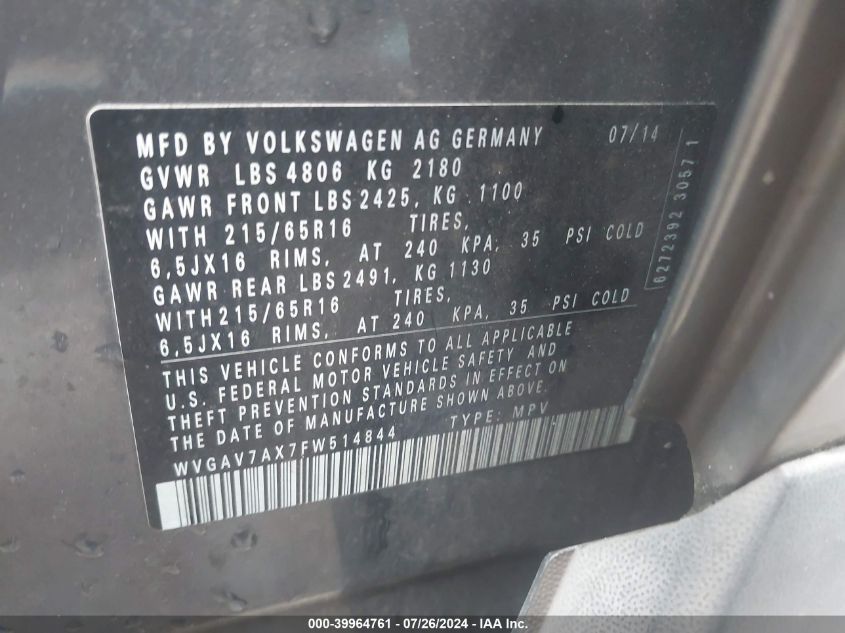 MFD BY VOLKSWAGEN AG GERMANY 07/14
GVWR LBS 4806 KG 2180
GAWR FRONT LBS 2425, KG 1100
WITH 215/65R16 TIRES,
6,5JX16 RIMS, AT 240 KPA, 35 PSI COLD
GAWR REAR LBS 2491, KG 1130
WITH 215/65R16 TIRES,
6,5JX16 RIMS, AT 240 KPA, 35 PSI COLD
THIS VEHICLE CONFORMS TO ALL APPLICABLE
U.S. FEDERAL MOTOR VEHICLE SAFETY AND
THEFT PREVENTION STANDARDS IN EFFECT ON
THE DATE OF MANUFACTURE SHOWN ABOVE.
WVGAV7AX7FW514844 TYPE: MPV
6272392 30571
000-39964761 - 07/26/2024 - IAA Inc.